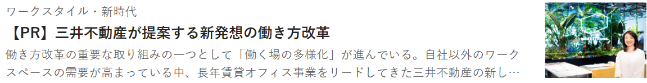 ワークスタイル・新時代
【PR】三井不動産が提案する新発想の働き方改革
働き方改革の重要な取り組みの一つとして「働く場の多様化」が進んでいる。自社以外のワーク
スペースの需要が高まっている中、長年賃貸オフィス事業をリードしてきた三井不動産の新し…